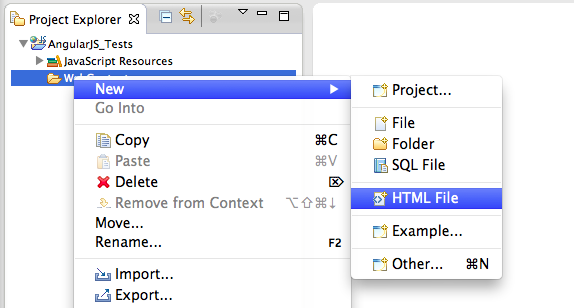 Project Explorer
AngularJS_Tests
JavaScript Resources
New
Go Into
Copy ⌘C
Paste ⌘V
Delete ⌦
Remove from Context ⌥⇧⌘↓
Move...
Rename... F2
Import...
Export...
Project...
File
Folder
SQL File
HTML File
Example...
Other... ⌘N